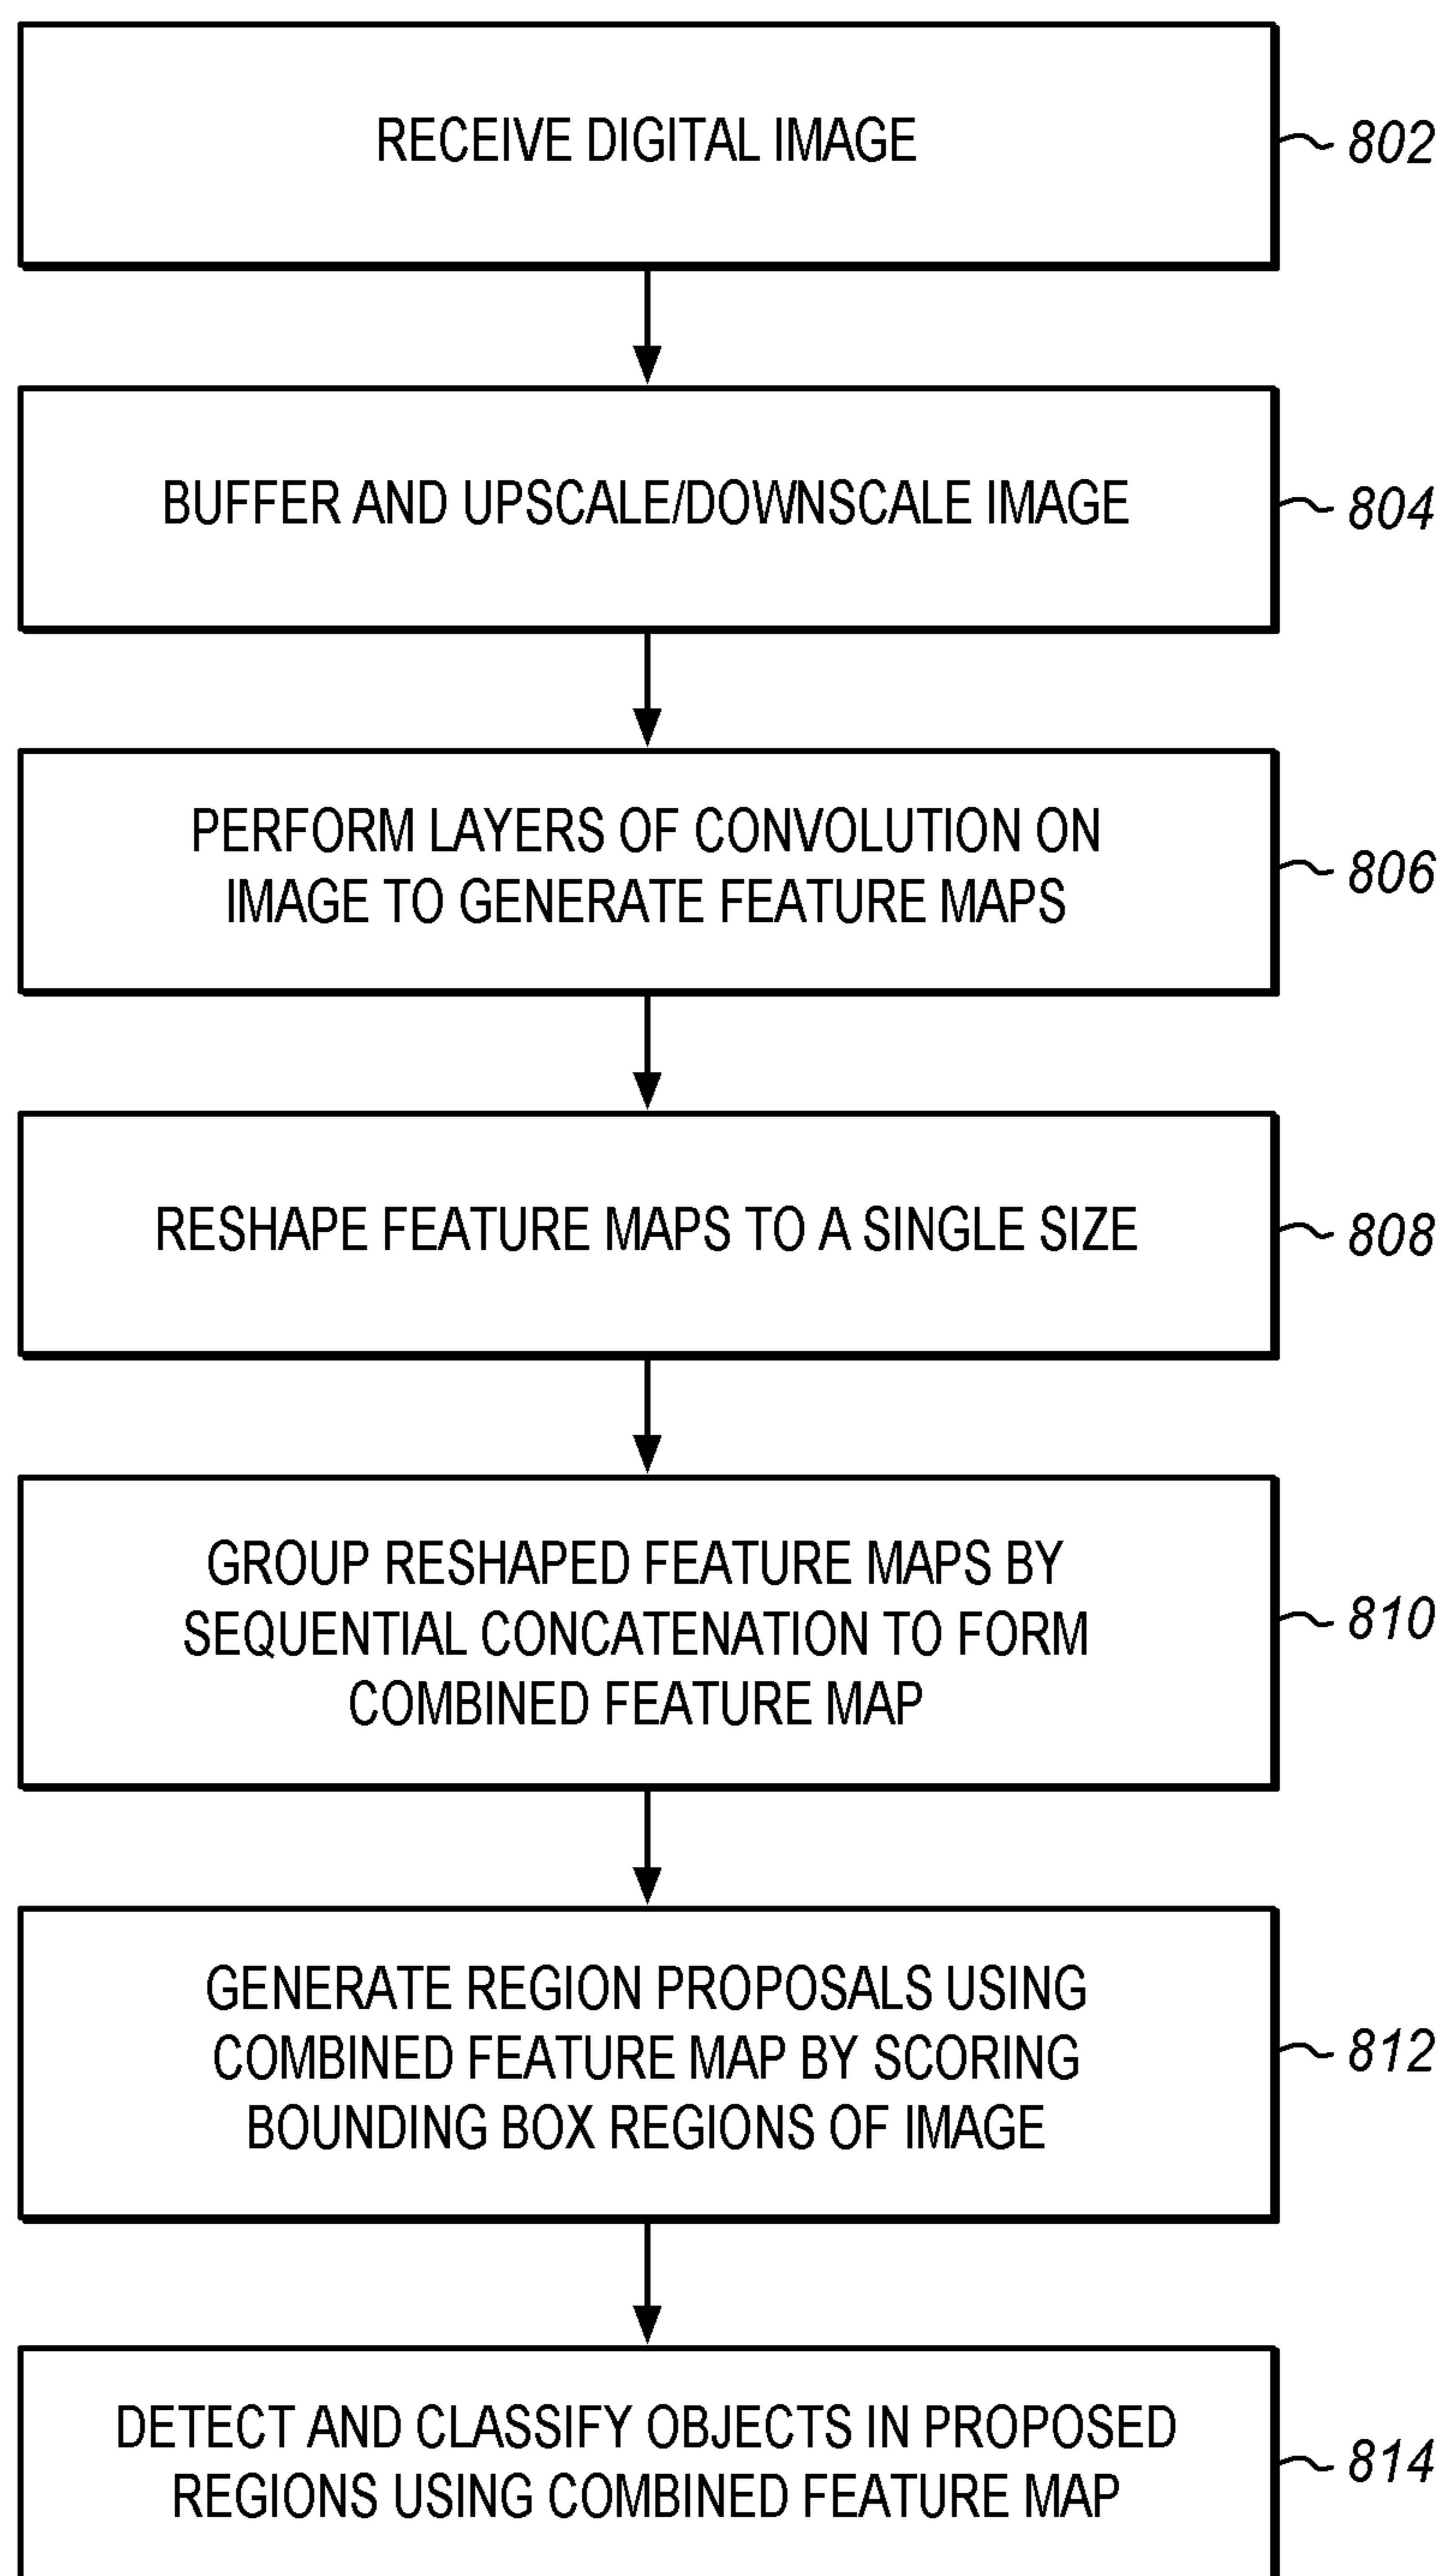 RECEIVE DIGITAL IMAGE
802
BUFFER AND UPSCALE/DOWNSCALE IMAGE
804
PERFORM LAYERS OF CONVOLUTION ON
IMAGE TO GENERATE FEATURE MAPS
806
RESHAPE FEATURE MAPS TO A SINGLE SIZE
808
GROUP RESHAPED FEATURE MAPS BY
SEQUENTIAL CONCATENATION TO FORM
COMBINED FEATURE MAP
810
GENERATE REGION PROPOSALS USING
COMBINED FEATURE MAP BY SCORING
BOUNDING BOX REGIONS OF IMAGE
812
DETECT AND CLASSIFY OBJECTS IN PROPOSED
REGIONS USING COMBINED FEATURE MAP
814